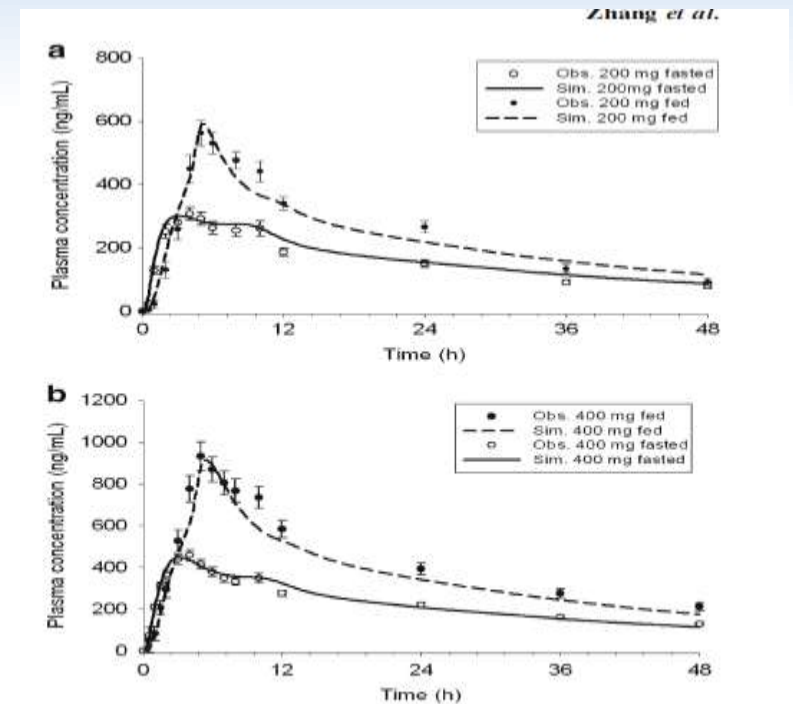 Zhang et al.
a
800
600
400
200
0
Plasma concentration (ng/mL)
Obs. 200 mg fasted
Sim. 200mg fasted
Obs. 200 mg fed
Sim. 200 mg fed
0 12 24 36 48
Time (h)
b
1200
1000
800
600
400
200
0
Plasma concentration (ng/mL)
Obs. 400 mg fed
Sim. 400 mg fed
Obs. 400 mg fasted
Sim. 400 mg fasted
0 12 24 36 48
Time (h)